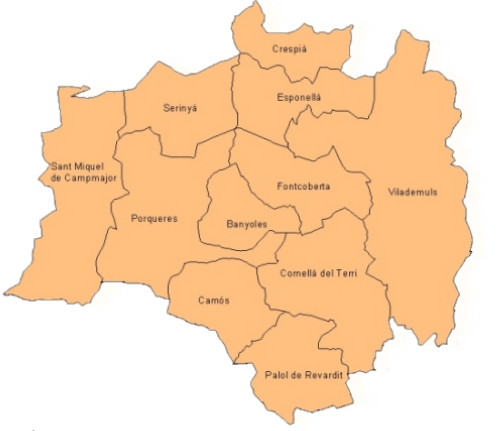 Crespià
Esponellà
Serinyà
Sant Miquel
de Campmajor
Fontcoberta
Vilademuls
Porqueres
Banyoles
Cornellà del Terri
Camós
Palol de Revardit